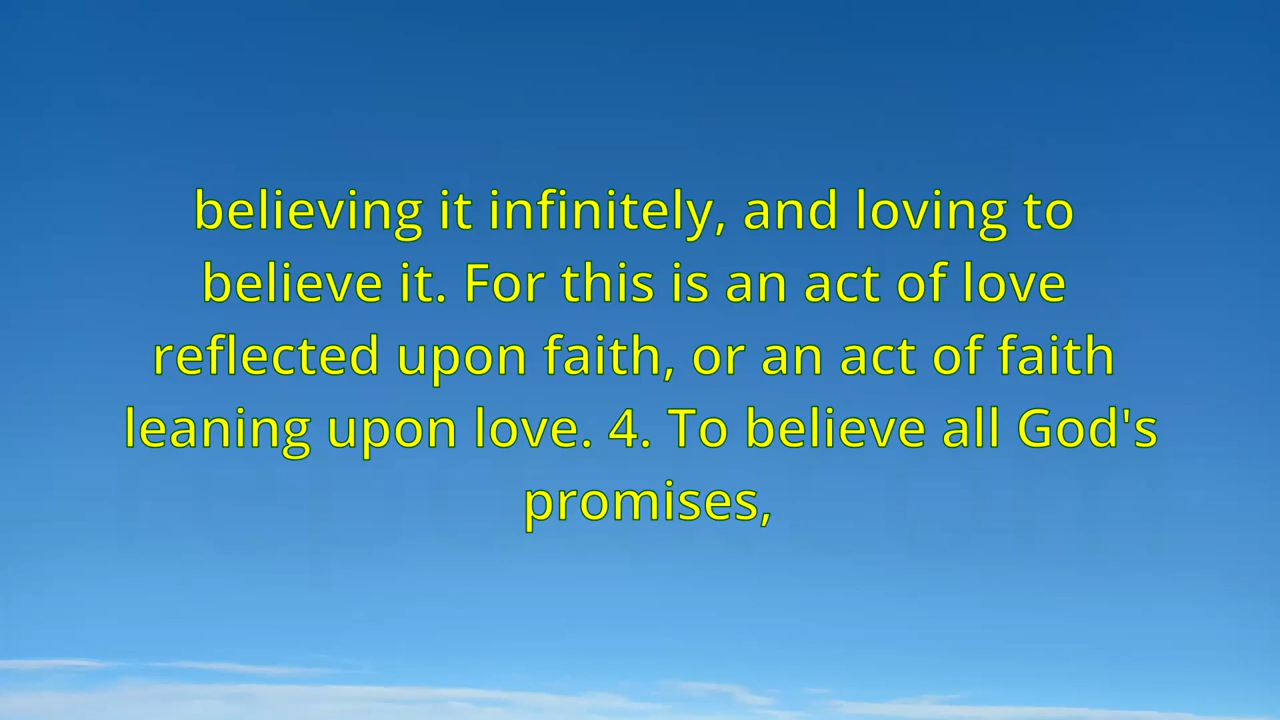 believing it infinitely, and loving to
believe it. For this is an act of love
reflected upon faith, or an act of faith
leaning upon love. 4. To believe all God's
promises,